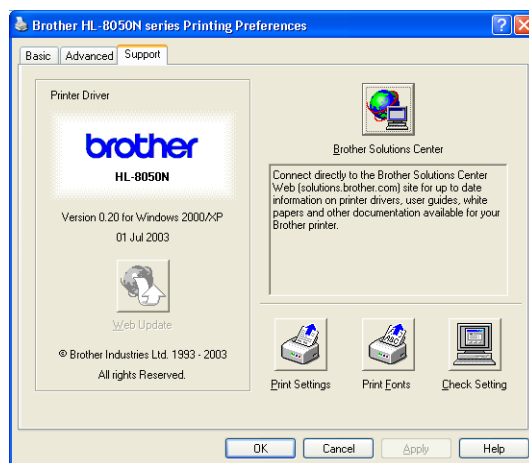 Brother HL-8050N series Printing Preferences
Basic
Advanced
Support
Printer Driver
brother
HL-8050N
Version 0.20 for Windows 2000/XP
01 Jul 2003
Web Update
© Brother Industries Ltd. 1993 - 2003
All rights Reserved.
Brother Solutions Center
Connect directly to the Brother Solutions Center
Web (solutions.brother.com) site for up to date
information on printer drivers, user guides, white
papers and other documentation available for your
Brother printer.
Print Settings
ABC
Print Fonts
Check Setting
OK
Cancel
Apply
Help